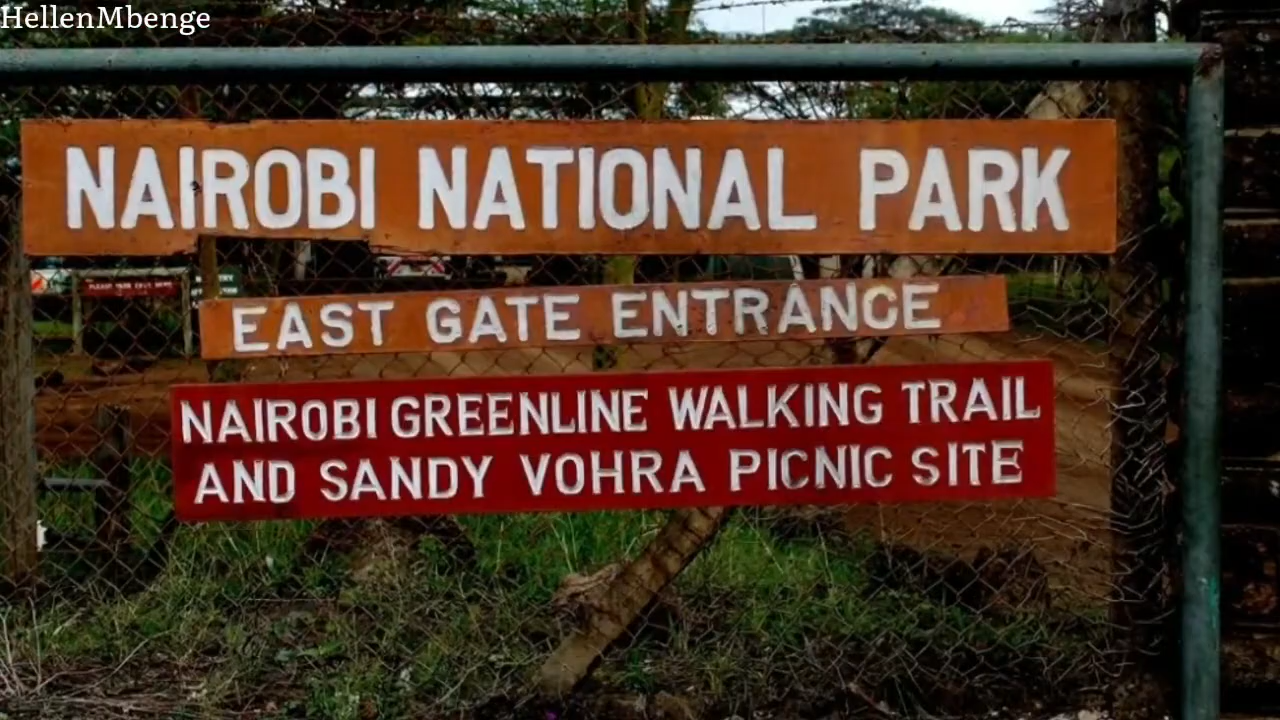 HellenMbenge
NAIROBI NATIONAL PARK
EAST GATE ENTRANCE
NAIROBI GREENLINE WALKING TRAIL
AND SANDY VOHRA PICNIC SITE